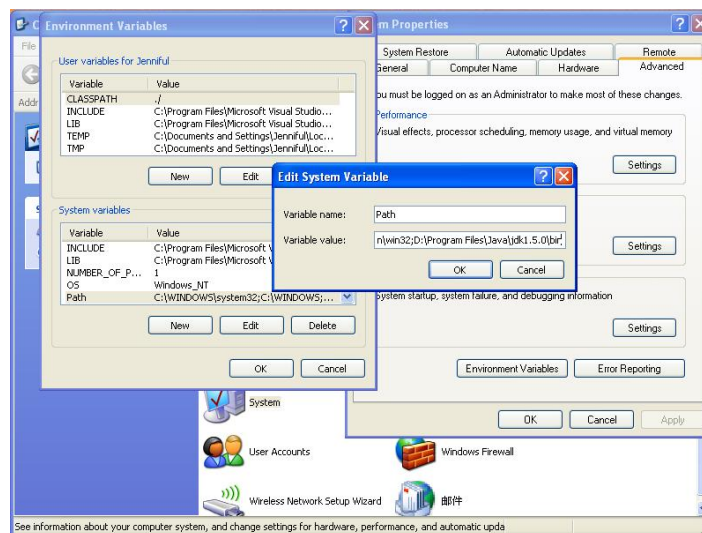 Environment Variables
User variables for Jenniful
Variable Value
CLASSPATH ./
INCLUDE C:\Program Files\Microsoft Visual Studio...
LIB C:\Program Files\Microsoft Visual Studio...
TEMP C:\Documents and Settings\Jenniful\Loc...
TMP C:\Documents and Settings\Jenniful\Loc...
New Edit
System variables
Variable Value
INCLUDE C:\Program Files\Microsoft V
LIB C:\Program Files\Microsoft V
NUMBER_OF_P... 1
OS Windows_NT
Path C:\WINDOWS\system32;C:\WINDOWS;...
New Edit Delete
OK Cancel
Edit System Variable
Variable name: Path
Variable value: n\win32;D:\Program Files\Java\jdk1.5.0\bin
OK Cancel
em Properties
System Restore Automatic Updates Remote
General Computer Name Hardware Advanced
ou must be logged on as an Administrator to make most of these changes.
Performance
Visual effects, processor scheduling, memory usage, and virtual memory
Settings
Settings
System startup, system failure, and debugging information
Settings
Environment Variables Error Reporting
OK Cancel Apply
File
Addr
System
User Accounts Windows Firewall
Wireless Network Setup Wizard 邮件
See information about your computer system, and change settings for hardware, performance, and automatic upda